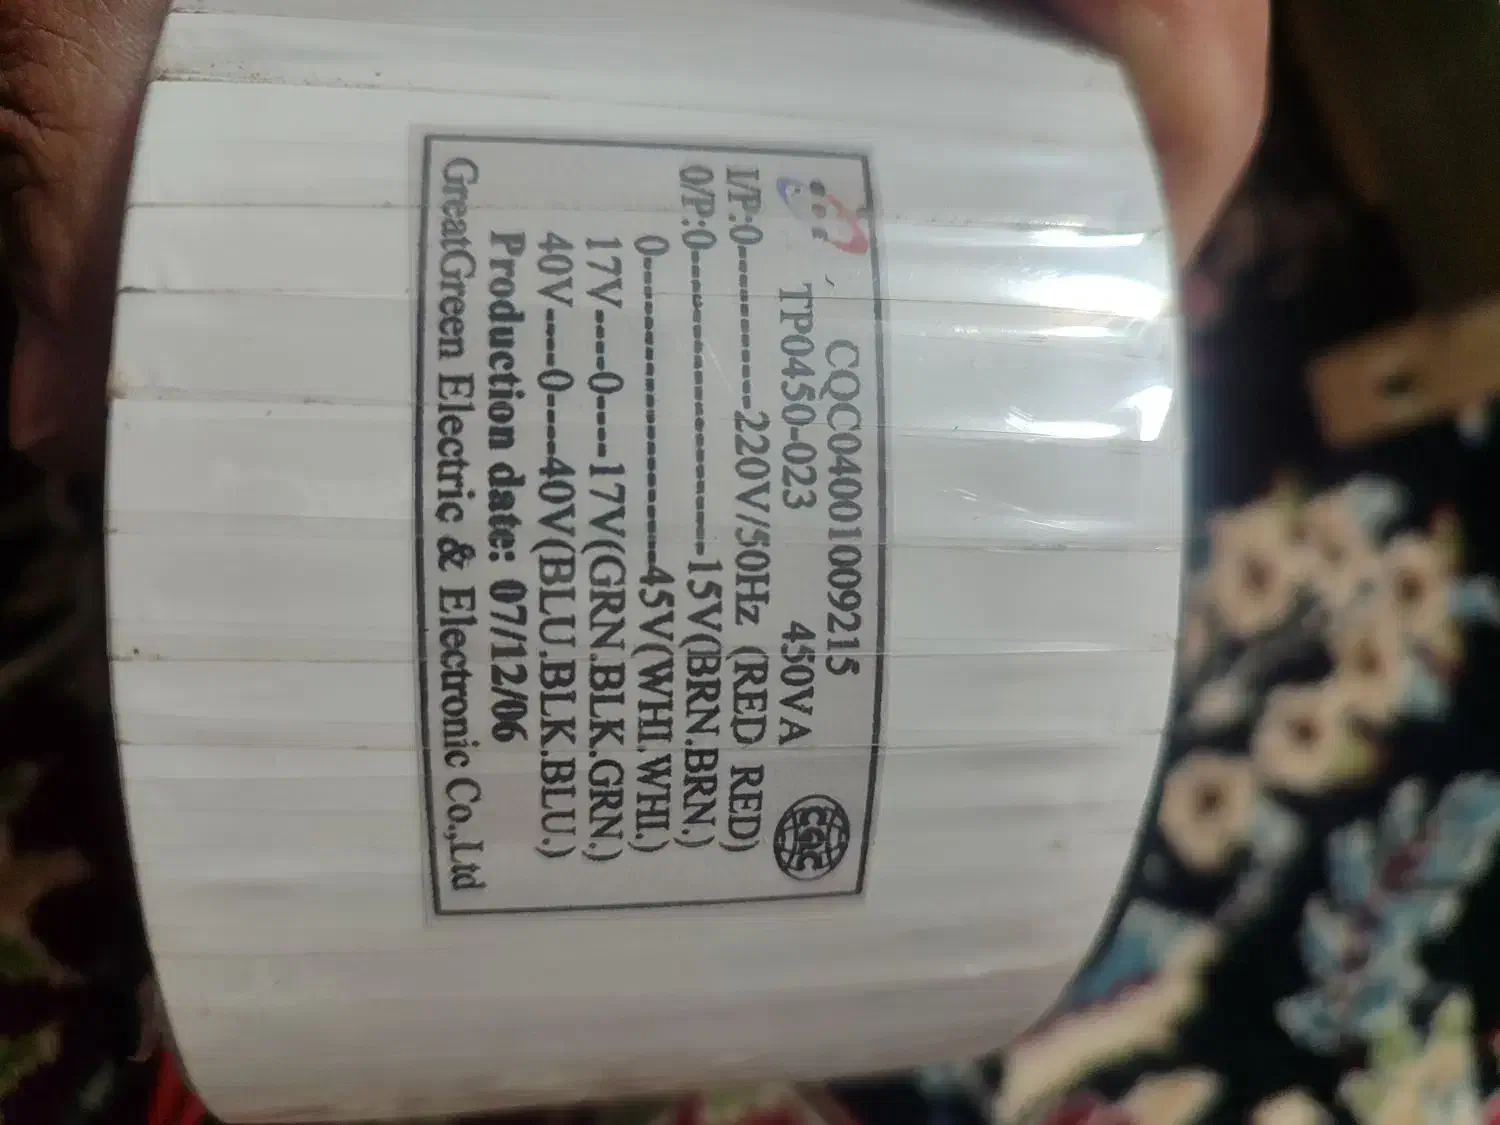 CQC04001009215
TP0450-023 450VA
I/P:0----------220V/50Hz (RED RED)
O/P:0------------------15V(BRN.BRN.)
0--------------------45V(WHI.WHI.)
17V----0----17V(GRN.BLK.GRN.)
40V----0----40V(BLU.BLK.BLU.)
Production date: 07/12/06
GreatGreen Electric & Electronic Co.,Ltd
CQC